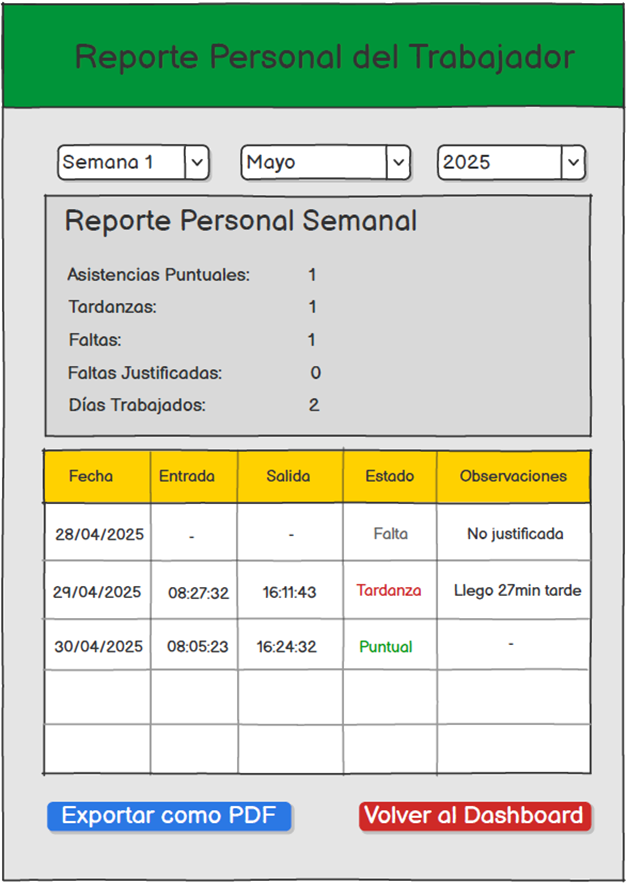 Reporte Personal del Trabajador
Semana 1 Mayo 2025
Reporte Personal Semanal
Asistencias Puntuales: 1
Tardanzas: 1
Faltas: 1
Faltas Justificadas: 0
Días Trabajados: 2
Fecha Entrada Salida Estado Observaciones
28/04/2025 - - Falta No justificada
29/04/2025 08:27:32 16:11:43 Tardanza Llego 27min tarde
30/04/2025 08:05:23 16:24:32 Puntual -
Exportar como PDF Volver al Dashboard